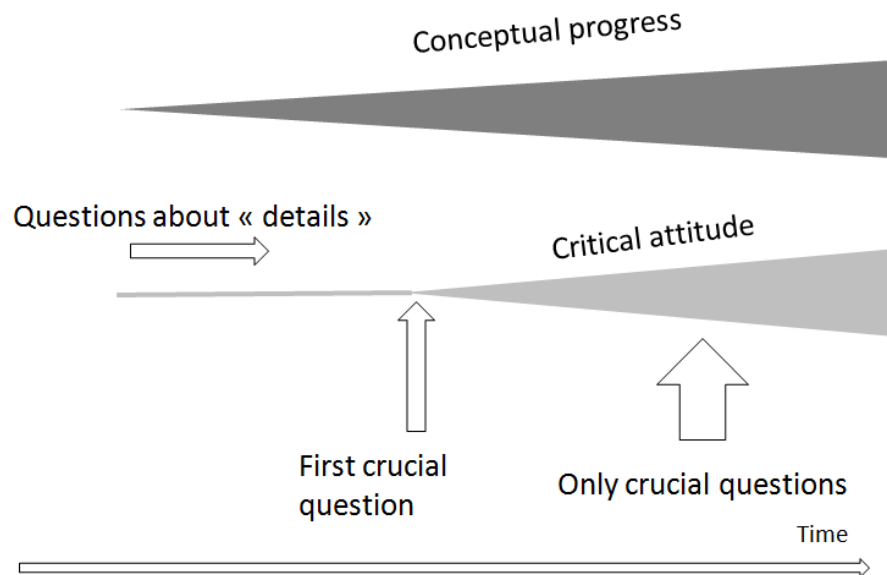 Conceptual progress
Questions about « details »
Critical attitude
First crucial
question
Only crucial questions
Time